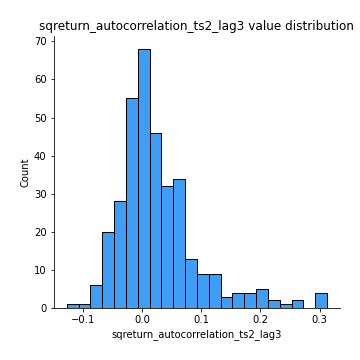 sqreturn_autocorrelation_ts2_lag3 value distribution
70
60
50
40
30
20
10
0
Count
−0.1 0.0 0.1 0.2 0.3
sqreturn_autocorrelation_ts2_lag3